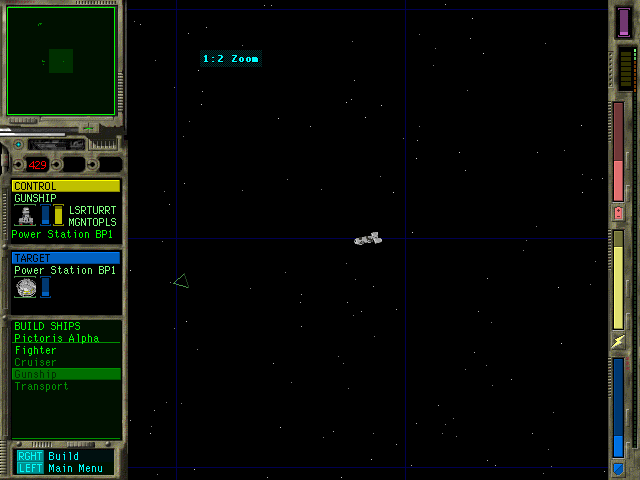 1:2 Zoom
429
CONTROL
GUNSHIP
LSRTURRT
MGNTOPLS
Power Station BP1
TARGET
Power Station BP1
BUILD SHIPS
Pictoris Alpha
Fighter
Cruiser
Gunship
Transport
RGHT Build
LEFT Main Menu